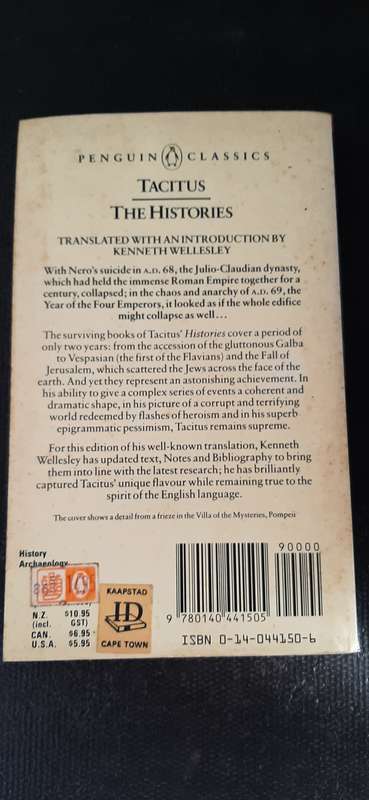 PENGUIN CLASSICS
TACITUS
THE HISTORIES
TRANSLATED WITH AN INTRODUCTION BY
KENNETH WELLESLEY
With Nero's suicide in A.D. 68, the Julio-Claudian dynasty,
which had held the immense Roman Empire together for a
century, collapsed; in the chaos and anarchy of A.D. 69, the
Year of the Four Emperors, it looked as if the whole edifice
might collapse as well...
The surviving books of Tacitus' Histories cover a period of
only two years: from the accession of the gluttonous Galba
to Vespasian (the first of the Flavians) and the Fall of
Jerusalem, which scattered the Jews across the face of the
earth. And yet they represent an astonishing achievement. In
his ability to give a complex series of events a coherent and
dramatic shape, in his picture of a corrupt and terrifying
world redeemed by flashes of heroism and in his superb
epigrammatic pessimism, Tacitus remains supreme.
For this edition of his well-known translation, Kenneth
Wellesley has updated text, Notes and Bibliography to bring
them into line with the latest research; he has brilliantly
captured Tacitus' unique flavour while remaining true to the
spirit of the English language.
The cover shows a detail from a frieze in the Villa of the Mysteries, Pompeii
History
Archaeology
N.Z. $10.95
(incl. GST)
CAN. $6.95
U.S.A. $5.95
KAAPSTAD
ID
CAPE TOWN
90000
9 780140 441505
ISBN 0-14-044150-6